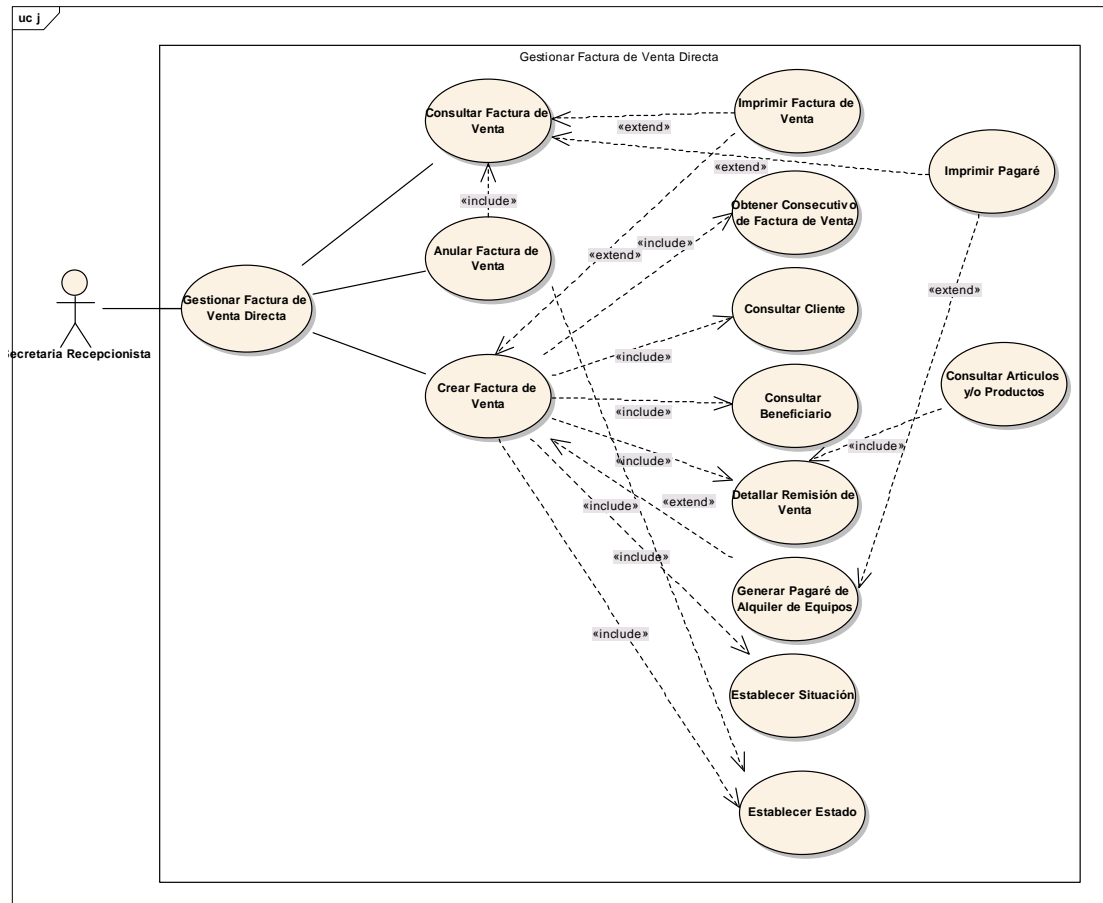 uc j
Gestionar Factura de Venta Directa
Consultar Factura de
Venta
Imprimir Factura de
Venta
«extend»
Imprimir Pagaré
«extend»
«include»
Obtener Consecutivo
de Factura de Venta
Anular Factura de
Venta
«include»
«extend»
Gestionar Factura de
Venta Directa
«extend»
Consultar Cliente
ecretaria Recepcionista
«include»
Crear Factura de
Venta
Consultar Articulos
y/o Productos
Consultar
Beneficiario
«include»
«include»
«include»
Detallar Remisión de
Venta
«extend»
«include»
«include»
Generar Pagaré de
Alquiler de Equipos
«include»
Establecer Situación
Establecer Estado